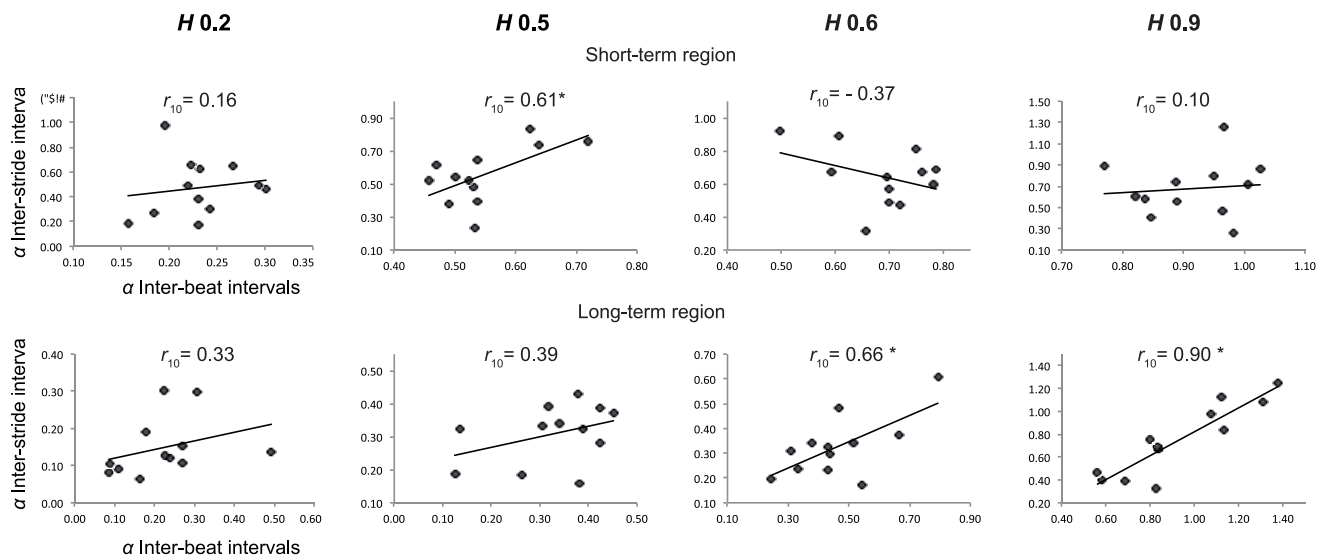 H 0.2 H 0.5 H 0.6 H 0.9
Short-term region
α Inter-stride interva
r10= 0.16
("$!#
1.00
0.80
0.60
0.40
0.20
0.00
0.10 0.15 0.20 0.25 0.30 0.35
α Inter-beat intervals
r10= 0.61*
0.90
0.70
0.50
0.30
0.10
0.40 0.50 0.60 0.70 0.80
r10= - 0.37
1.00
0.80
0.60
0.40
0.20
0.40 0.50 0.60 0.70 0.80
r10= 0.10
1.50
1.30
1.10
0.90
0.70
0.50
0.30
0.10
0.70 0.80 0.90 1.00 1.10
Long-term region
α Inter-stride interva
r10= 0.33
0.40
0.30
0.20
0.10
0.00
0.00 0.10 0.20 0.30 0.40 0.50 0.60
α Inter-beat intervals
r10= 0.39
0.50
0.40
0.30
0.20
0.10
0.00 0.10 0.20 0.30 0.40 0.50
r10= 0.66 *
0.70
0.60
0.50
0.40
0.30
0.20
0.10
0.10 0.30 0.50 0.70 0.90
r10= 0.90 *
1.40
1.20
1.00
0.80
0.60
0.40
0.20
0.40 0.60 0.80 1.00 1.20 1.40